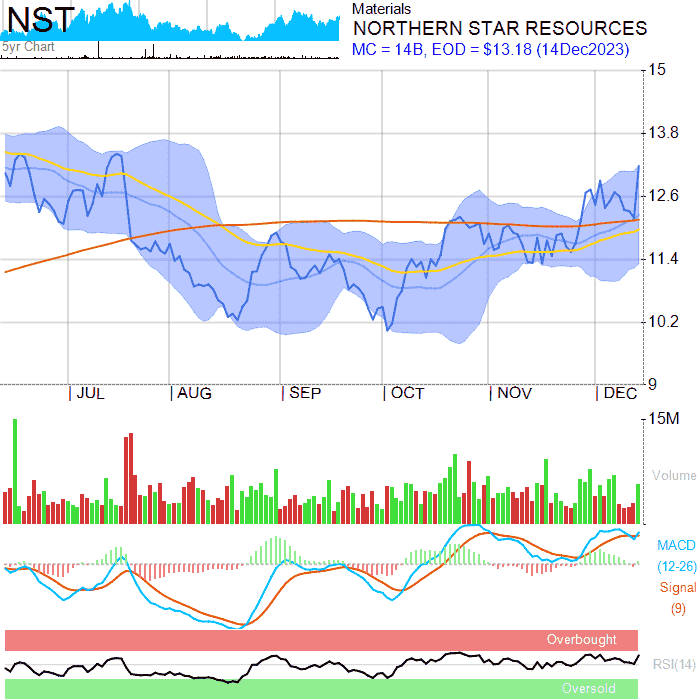 NST
5yr Chart
Materials
NORTHERN STAR RESOURCES
MC = 14B, EOD = $13.18 (14Dec2023)
15
13.8
12.6
11.4
10.2
9
JUL AUG SEP OCT NOV DEC
15M
Volume
MACD
(12-26)
Signal
(9)
Overbought
RSI(14)
Oversold